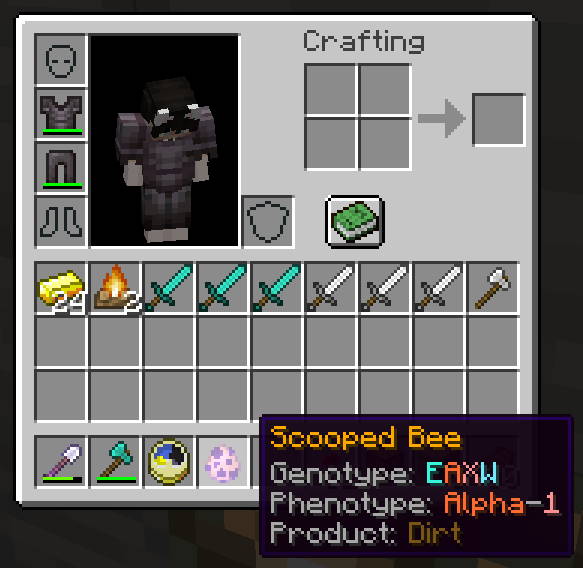 Crafting
24
2
Scooped Bee
Genotype: EAXW
Phenotype: Alpha-1
Product: Dirt